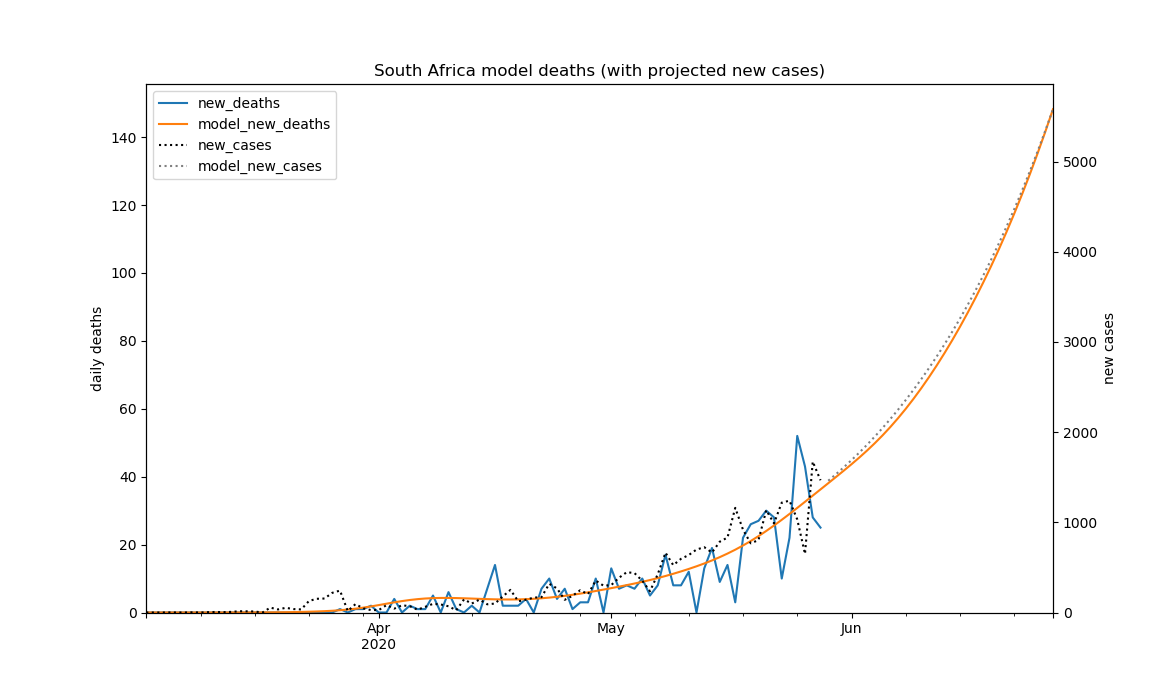 South Africa model deaths (with projected new cases)
new_deaths
model_new_deaths
new_cases
model_new_cases
140
120
100
80
60
40
20
0
daily deaths
5000
4000
3000
2000
1000
0
new cases
Apr
2020
May
Jun